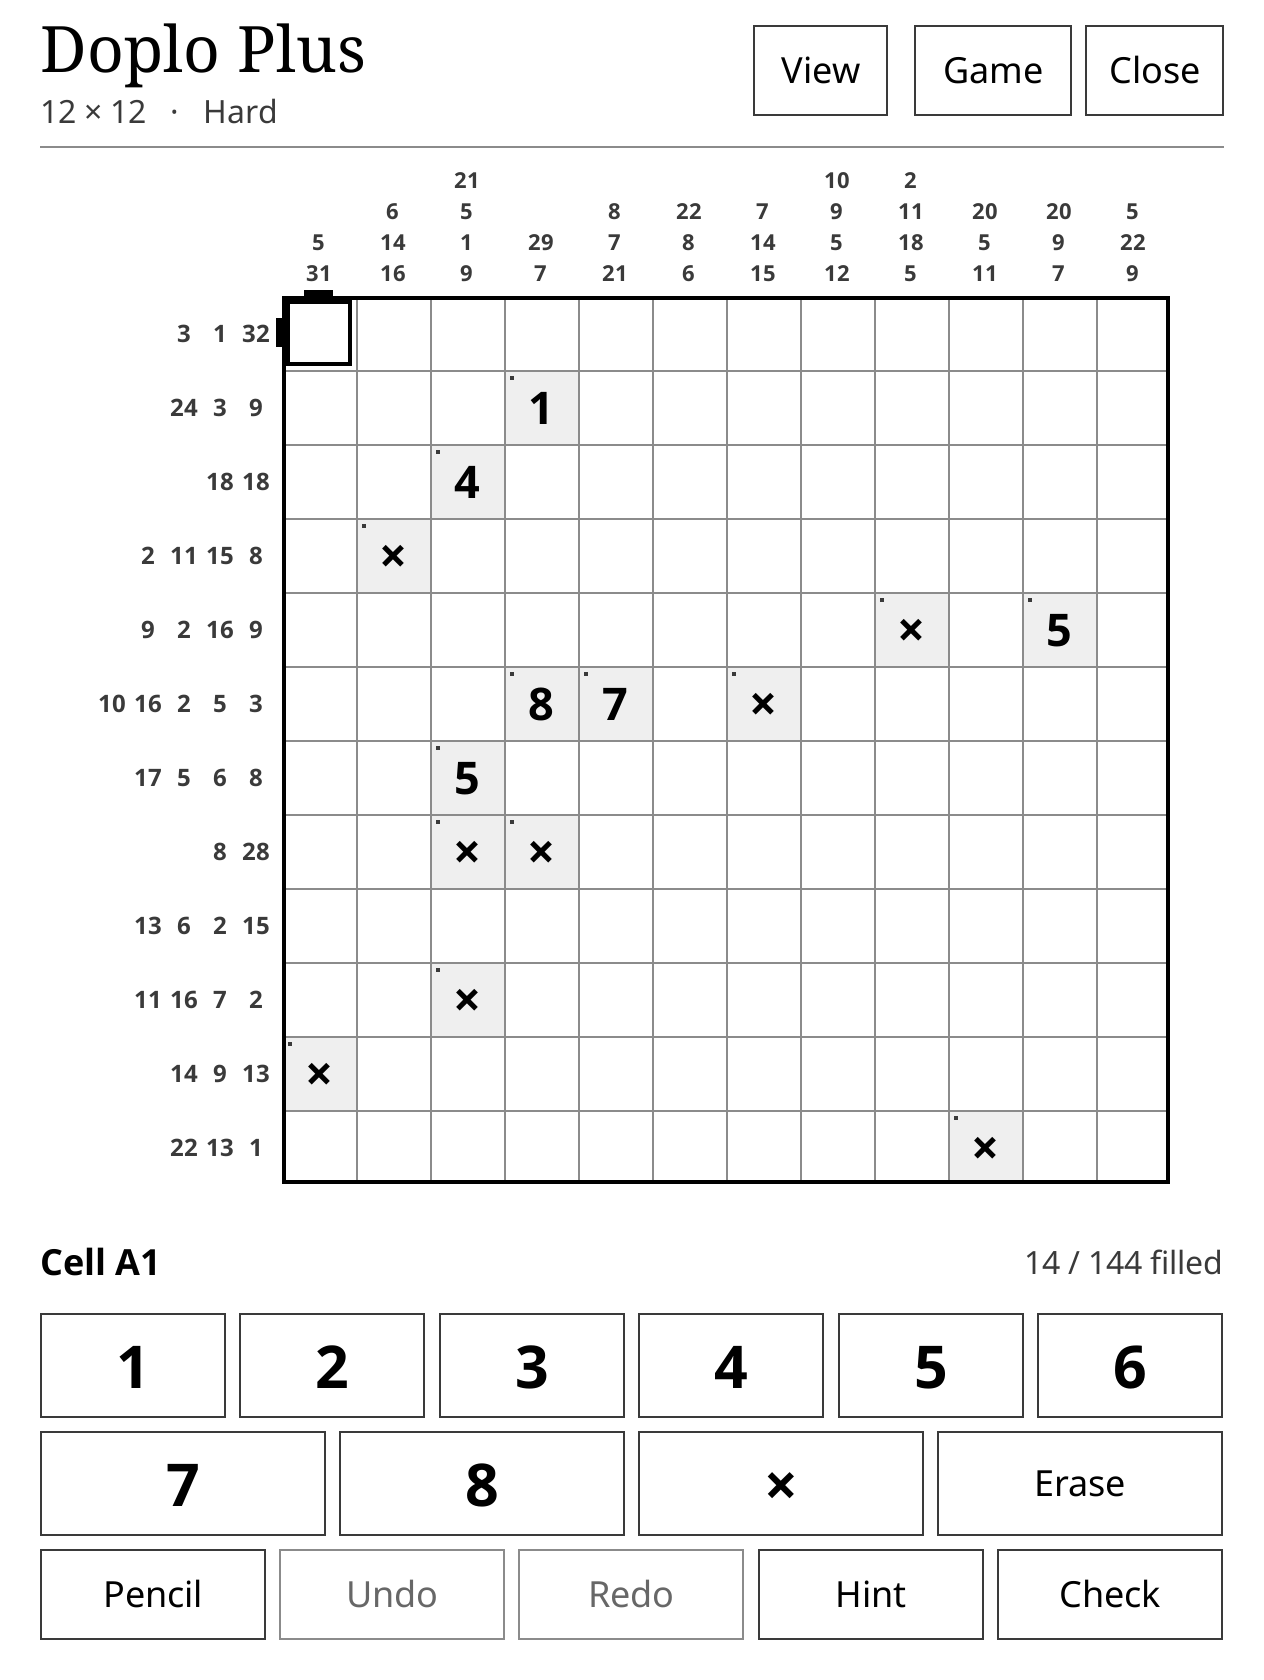 Doplo Plus
View Game Close
12 × 12 · Hard
21 10 2
6 5 8 22 7 9 11 20 20 5
5 14 1 29 7 8 14 5 18 5 9 22
31 16 9 7 21 6 15 12 5 11 7 9
3 1 32
24 3 9 1
18 18 4
2 11 15 8 ×
9 2 16 9 × 5
10 16 2 5 3 8 7 ×
17 5 6 8 5
8 28 × ×
13 6 2 15
11 16 7 2 ×
14 9 13 ×
22 13 1 ×
Cell A1 14 / 144 filled
1 2 3 4 5 6
7 8 × Erase
Pencil Undo Redo Hint Check